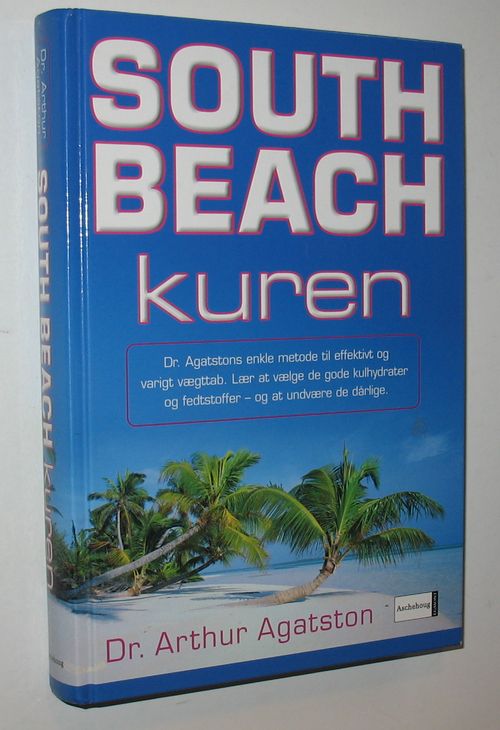 SOUTH
BEACH
kuren
Dr. Agatstons enkle metode til effektivt og
varigt vægttab. Lær at vælge de gode kulhydrater
og fedtstoffer – og at undvære de dårlige.
Dr. Arthur Agatston
Aschehoug
Dr. Arthur
Agatston
SOUTH BEACH kuren
Aschehoug